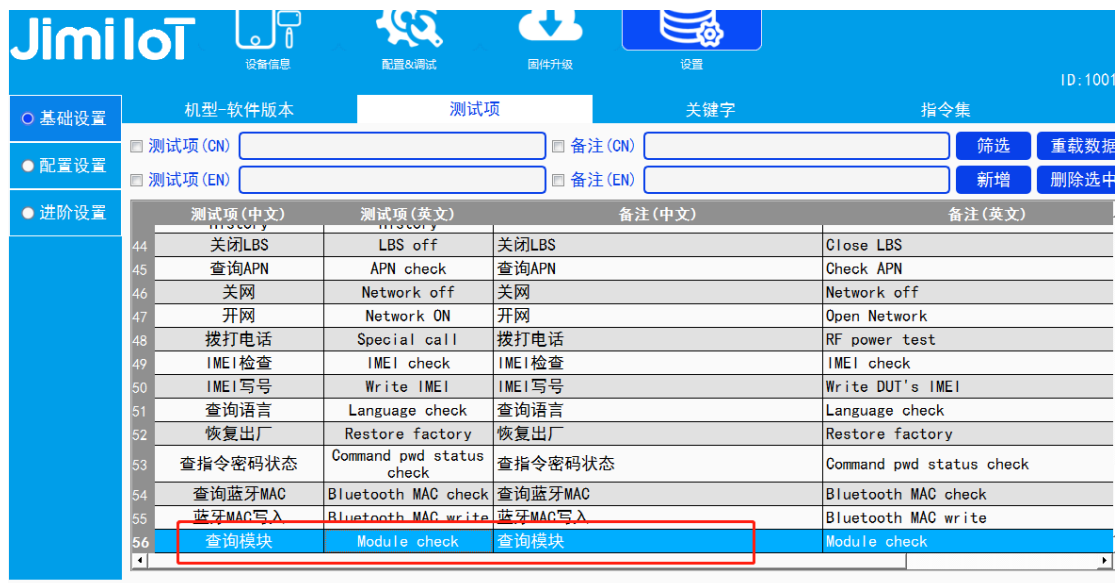 JimiIoT
设备信息 配置&调试 固件升级 设置
ID:1001
基础设置
配置设置
进阶设置
机型-软件版本 测试项 关键字 指令集
测试项(CN) 备注(CN) 筛选 重载数据
测试项(EN) 备注(EN) 新增 删除选中
测试项(中文) 测试项(英文) 备注(中文) 备注(英文)
44 关闭LBS LBS off 关闭LBS Close LBS
45 查询APN APN check 查询APN Check APN
46 关网 Network off 关网 Network off
47 开网 Network ON 开网 Open Network
48 拨打电话 Special call 拨打电话 RF power test
49 IMEI检查 IMEI check IMEI检查 IMEI check
50 IMEI写号 Write IMEI IMEI写号 Write DUT's IMEI
51 查询语言 Language check 查询语言 Language check
52 恢复出厂 Restore factory 恢复出厂 Restore factory
53 查指令密码状态 Command pwd status check 查指令密码状态 Command pwd status check
54 查询蓝牙MAC Bluetooth MAC check 查询蓝牙MAC Bluetooth MAC check
55 蓝牙MAC写入 Bluetooth MAC write 蓝牙MAC写入 Bluetooth MAC write
56 查询模块 Module check 查询模块 Module check